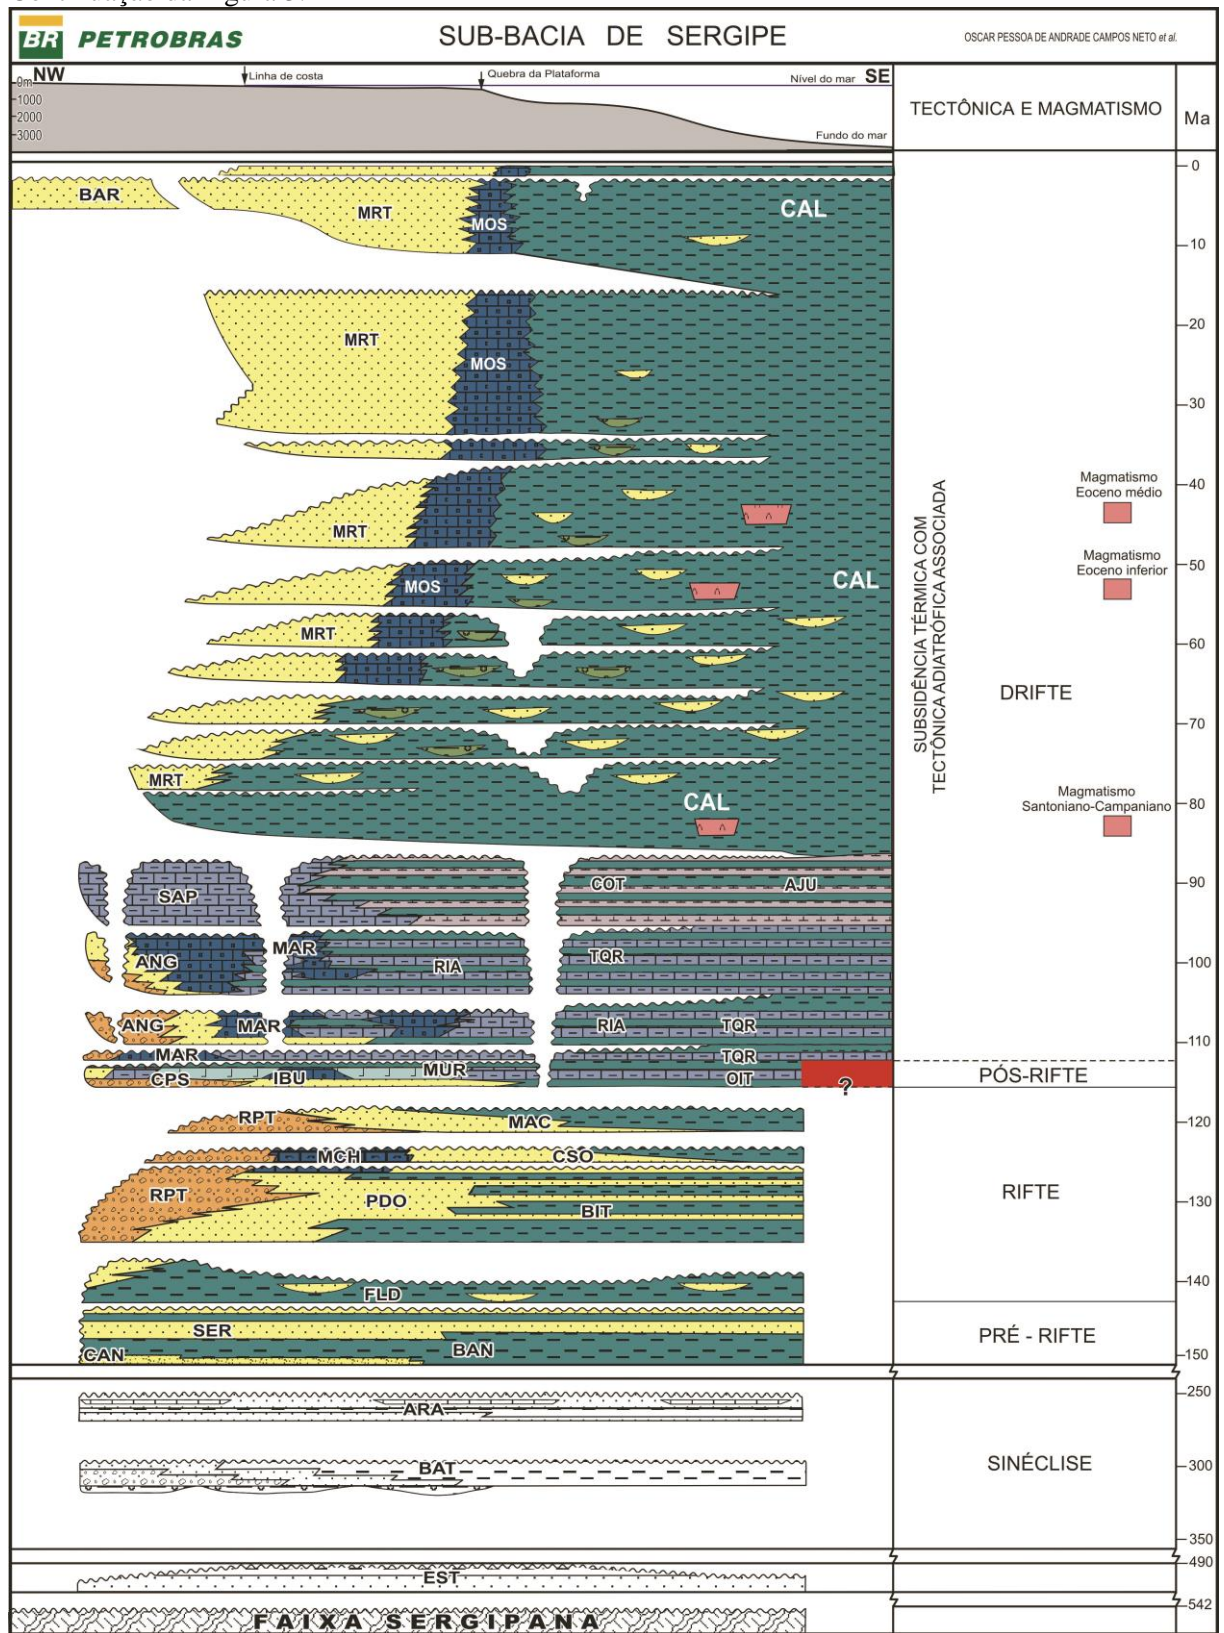 BR PETROBRAS
SUB-BACIA DE SERGIPE
OSCAR PESSOA DE ANDRADE CAMPOS NETO et al.
NW
Linha de costa
Quebra da Plataforma
Nível do mar
SE
0m
1000
2000
3000
Fundo do mar
TECTÔNICA E MAGMATISMO
Ma
0
BAR
MRT
MOS
CAL
10
20
MRT
MOS
30
40
Magmatismo
Eoceno médio
MRT
50
Magmatismo
Eoceno inferior
MOS
CAL
MRT
60
SUBSIDÊNCIA TÉRMICA COM
TECTÔNICA ADIATRÓFICA ASSOCIADA
DRIFTE
70
MRT
CAL
80
Magmatismo
Santoniano-Campaniano
SAP
COT
AJU
90
ANG
MAR
RIA
TQR
100
ANG
MAR
RIA
TQR
110
MAR
TQR
CPS
IBU
MUR
OIT
?
PÓS-RIFTE
RPT
MAC
120
MCH
CSO
RPT
PDO
BIT
RIFTE
130
FLD
140
SER
CAN
BAN
PRÉ - RIFTE
150
ARA
250
BAT
SINÉCLISE
300
350
EST
490
FAIXA SERGIPANA
542